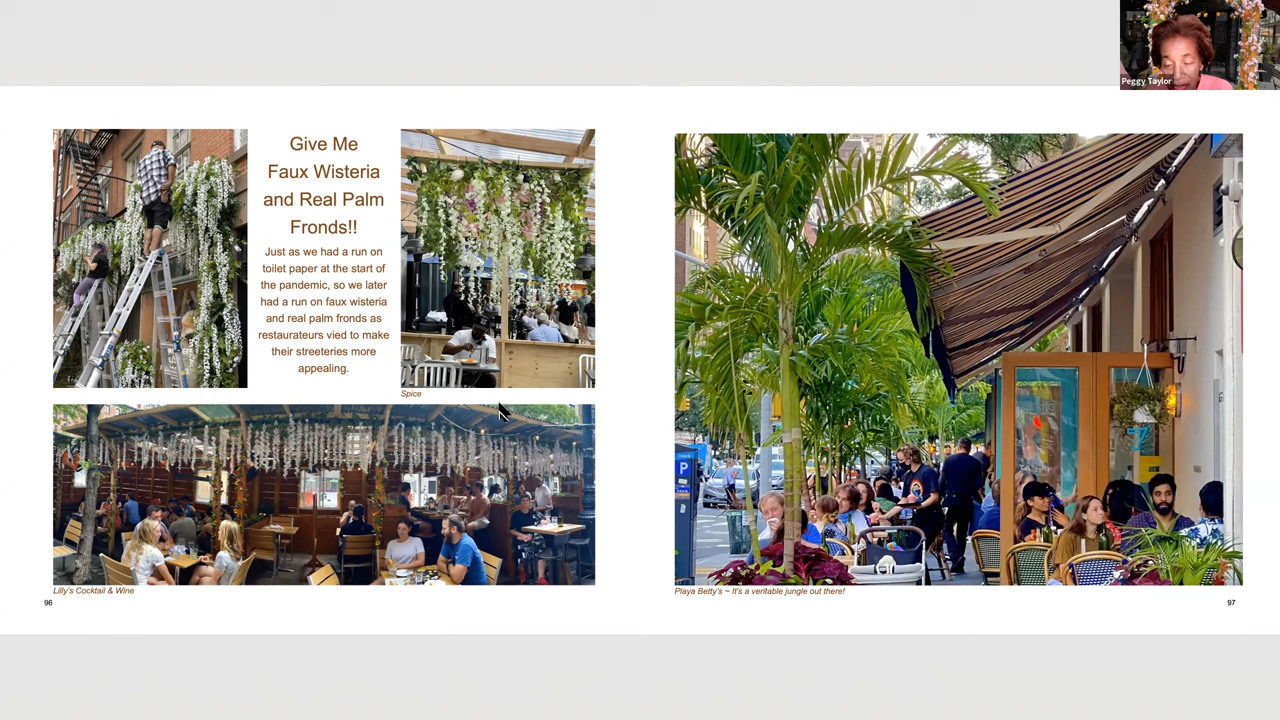 Peggy Taylor
Give Me
Faux Wisteria
and Real Palm
Fronds!!
Just as we had a run on
toilet paper at the start of
the pandemic, so we later
had a run on faux wisteria
and real palm fronds as
restaurateurs vied to make
their streeteries more
appealing.
Spice
Lilly's Cocktail & Wine
96
P
Playa Betty's ~ It's a veritable jungle out there!
97